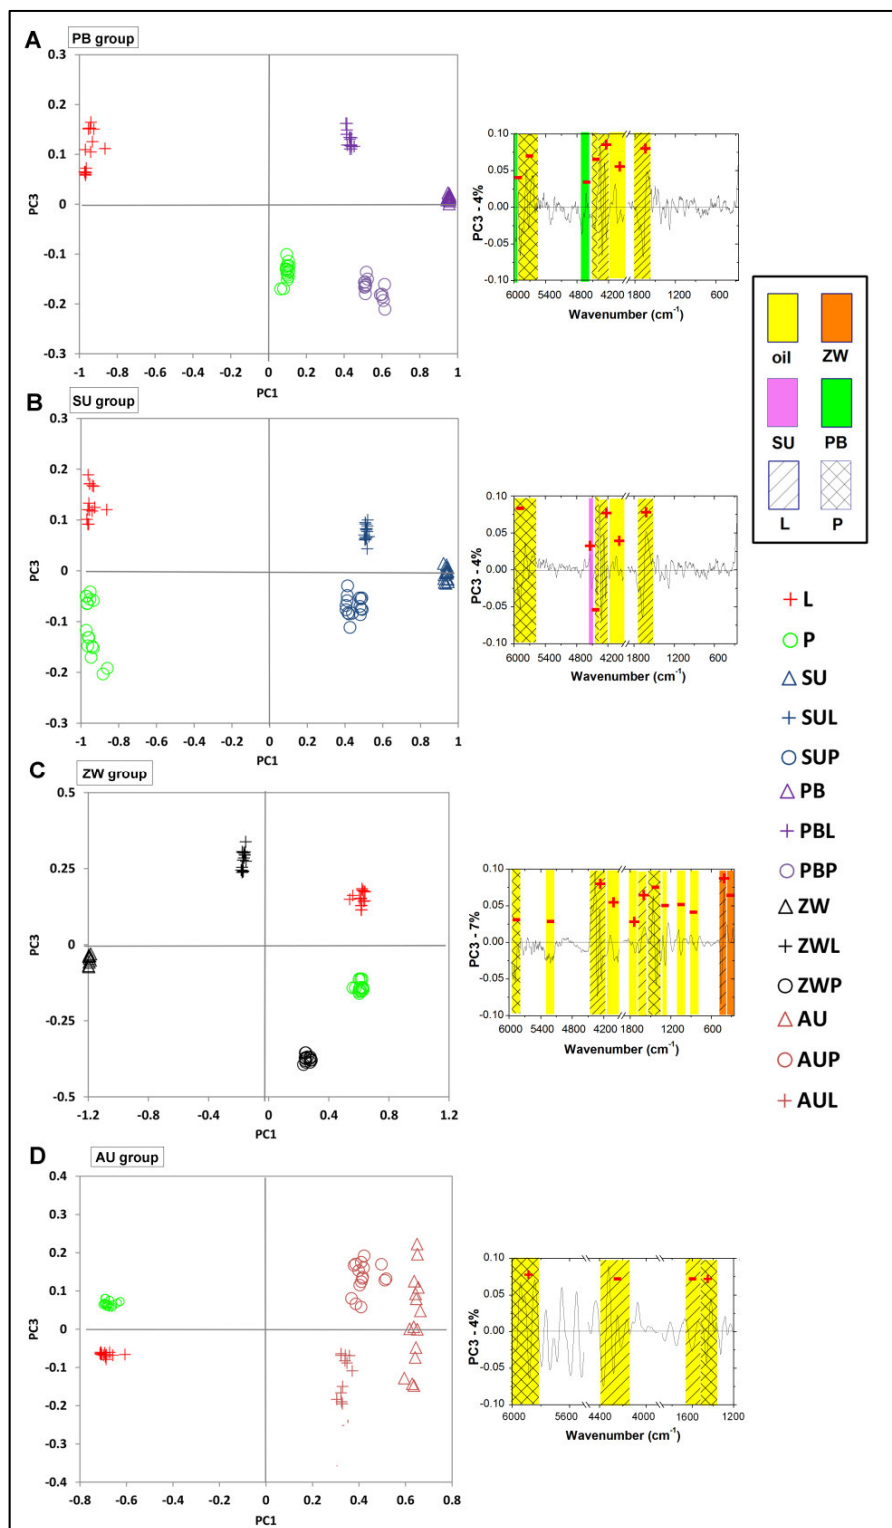 A
PB group
0.3
0.2
0.1
0
-0.1
-0.2
-0.3
PC3
-1 -0.8 -0.6 -0.4 -0.2 0 0.2 0.4 0.6 0.8 1
PC1
0.10
0.05
0.00
-0.05
-0.10
PC3 - 4%
6000 5400 4800 4200 1800 1200 600
Wavenumber (cm⁻¹)
oil ZW
SU PB
L P
B
SU group
0.3
0.2
0.1
0
-0.1
-0.2
-0.3
PC3
-1 -0.8 -0.6 -0.4 -0.2 0 0.2 0.4 0.6 0.8 1
PC1
0.10
0.05
0.00
-0.05
-0.10
PC3 - 4%
6000 5400 4800 4200 1800 1200 600
Wavenumber (cm⁻¹)
L
P
SU
SUL
SUP
PB
PBL
PBP
ZW
ZWL
ZWP
AU
AUP
AUL
C
ZW group
0.5
0.25
0
-0.25
-0.5
PC3
-1.2 -0.8 -0.4 0 0.4 0.8 1.2
PC1
0.10
0.05
0.00
-0.05
-0.10
PC3 - 7%
6000 5400 4800 4200 1800 1200 600
Wavenumber (cm⁻¹)
D
AU group
0.4
0.3
0.2
0.1
0
-0.1
-0.2
-0.3
-0.4
PC3
-0.8 -0.6 -0.4 -0.2 0 0.2 0.4 0.6 0.8
PC1
0.10
0.05
0.00
-0.05
-0.10
PC3 - 4%
6000 5600 4400 4000 1600 1200
Wavenumber (cm⁻¹)